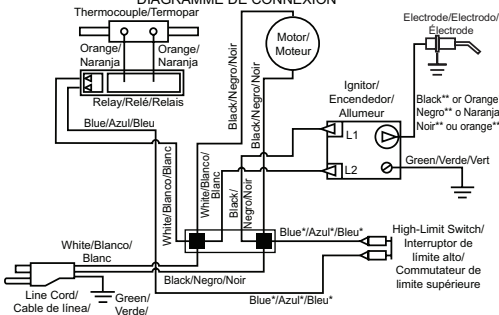 DIAGRAMME DE CONNEXION
Thermocouple/Termopar
Orange/
Naranja
Orange/
Naranja
Relay/Relé/Relais
Blue/Azul/Bleu
White/Blanco/Blanc
Black/Negro/Noir
Black/Negro/Noir
Motor/
Moteur
Electrode/Electrodo/
Électrode
Ignitor/
Encendedor/
Allumeur
L1
L2
Black** or Orange
Negro** o Naranja
Noir** ou orange**
Green/Verde/Vert
White/Blanco/
Blanc
Black/
Negro/Noir
Blue*/Azul*/Bleu*
High-Limit Switch/
Interruptor de
límite alto/
Commutateur de
limite supérieure
White/Blanco/
Blanc
Black/Negro/Noir
Blue*/Azul*/Bleu*
Line Cord/
Cable de línea/
Green/
Verde/